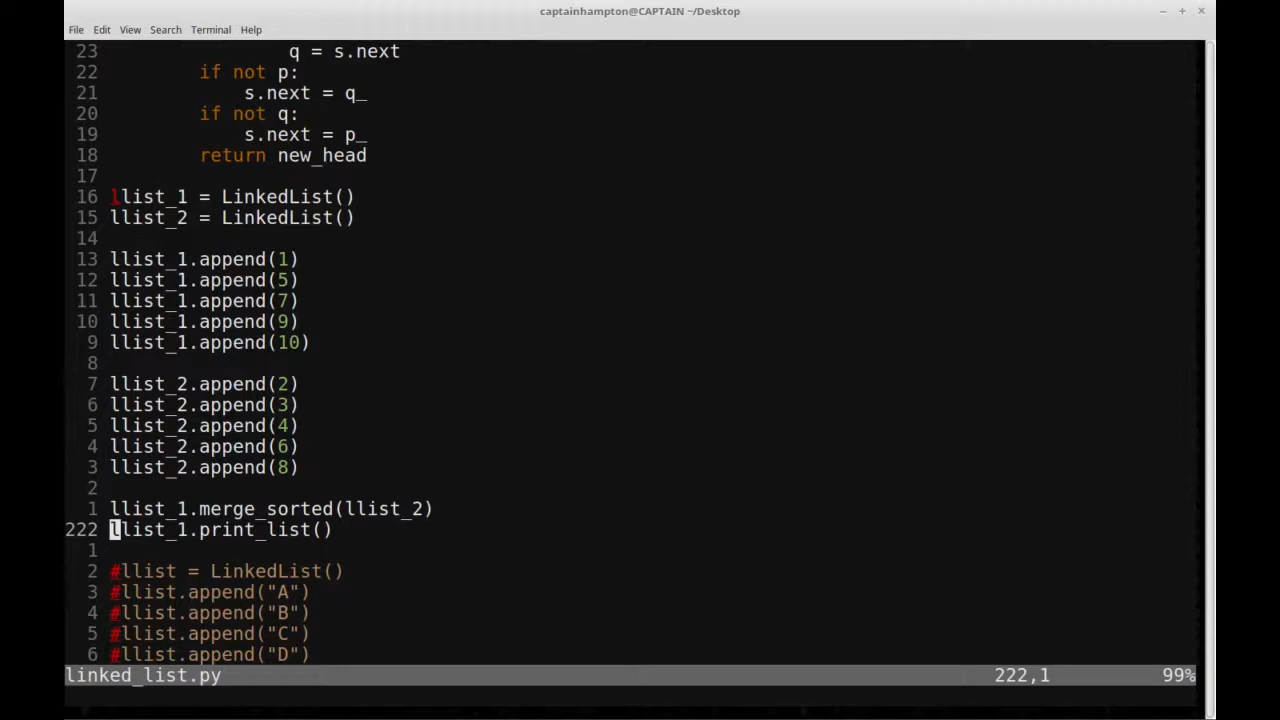 captainhampton@CAPTAIN ~/Desktop
File Edit View Search Terminal Help
23                 q = s.next
22         if not p:
21             s.next = q_
20         if not q:
19             s.next = p_
18         return new_head
17
16 llist_1 = LinkedList()
15 llist_2 = LinkedList()
14
13 llist_1.append(1)
12 llist_1.append(5)
11 llist_1.append(7)
10 llist_1.append(9)
9 llist_1.append(10)
8
7 llist_2.append(2)
6 llist_2.append(3)
5 llist_2.append(4)
4 llist_2.append(6)
3 llist_2.append(8)
2
1 llist_1.merge_sorted(llist_2)
222 llist_1.print_list()
1
2 #llist = LinkedList()
3 #llist.append("A")
4 #llist.append("B")
5 #llist.append("C")
6 #llist.append("D")
linked_list.py 222,1 99%